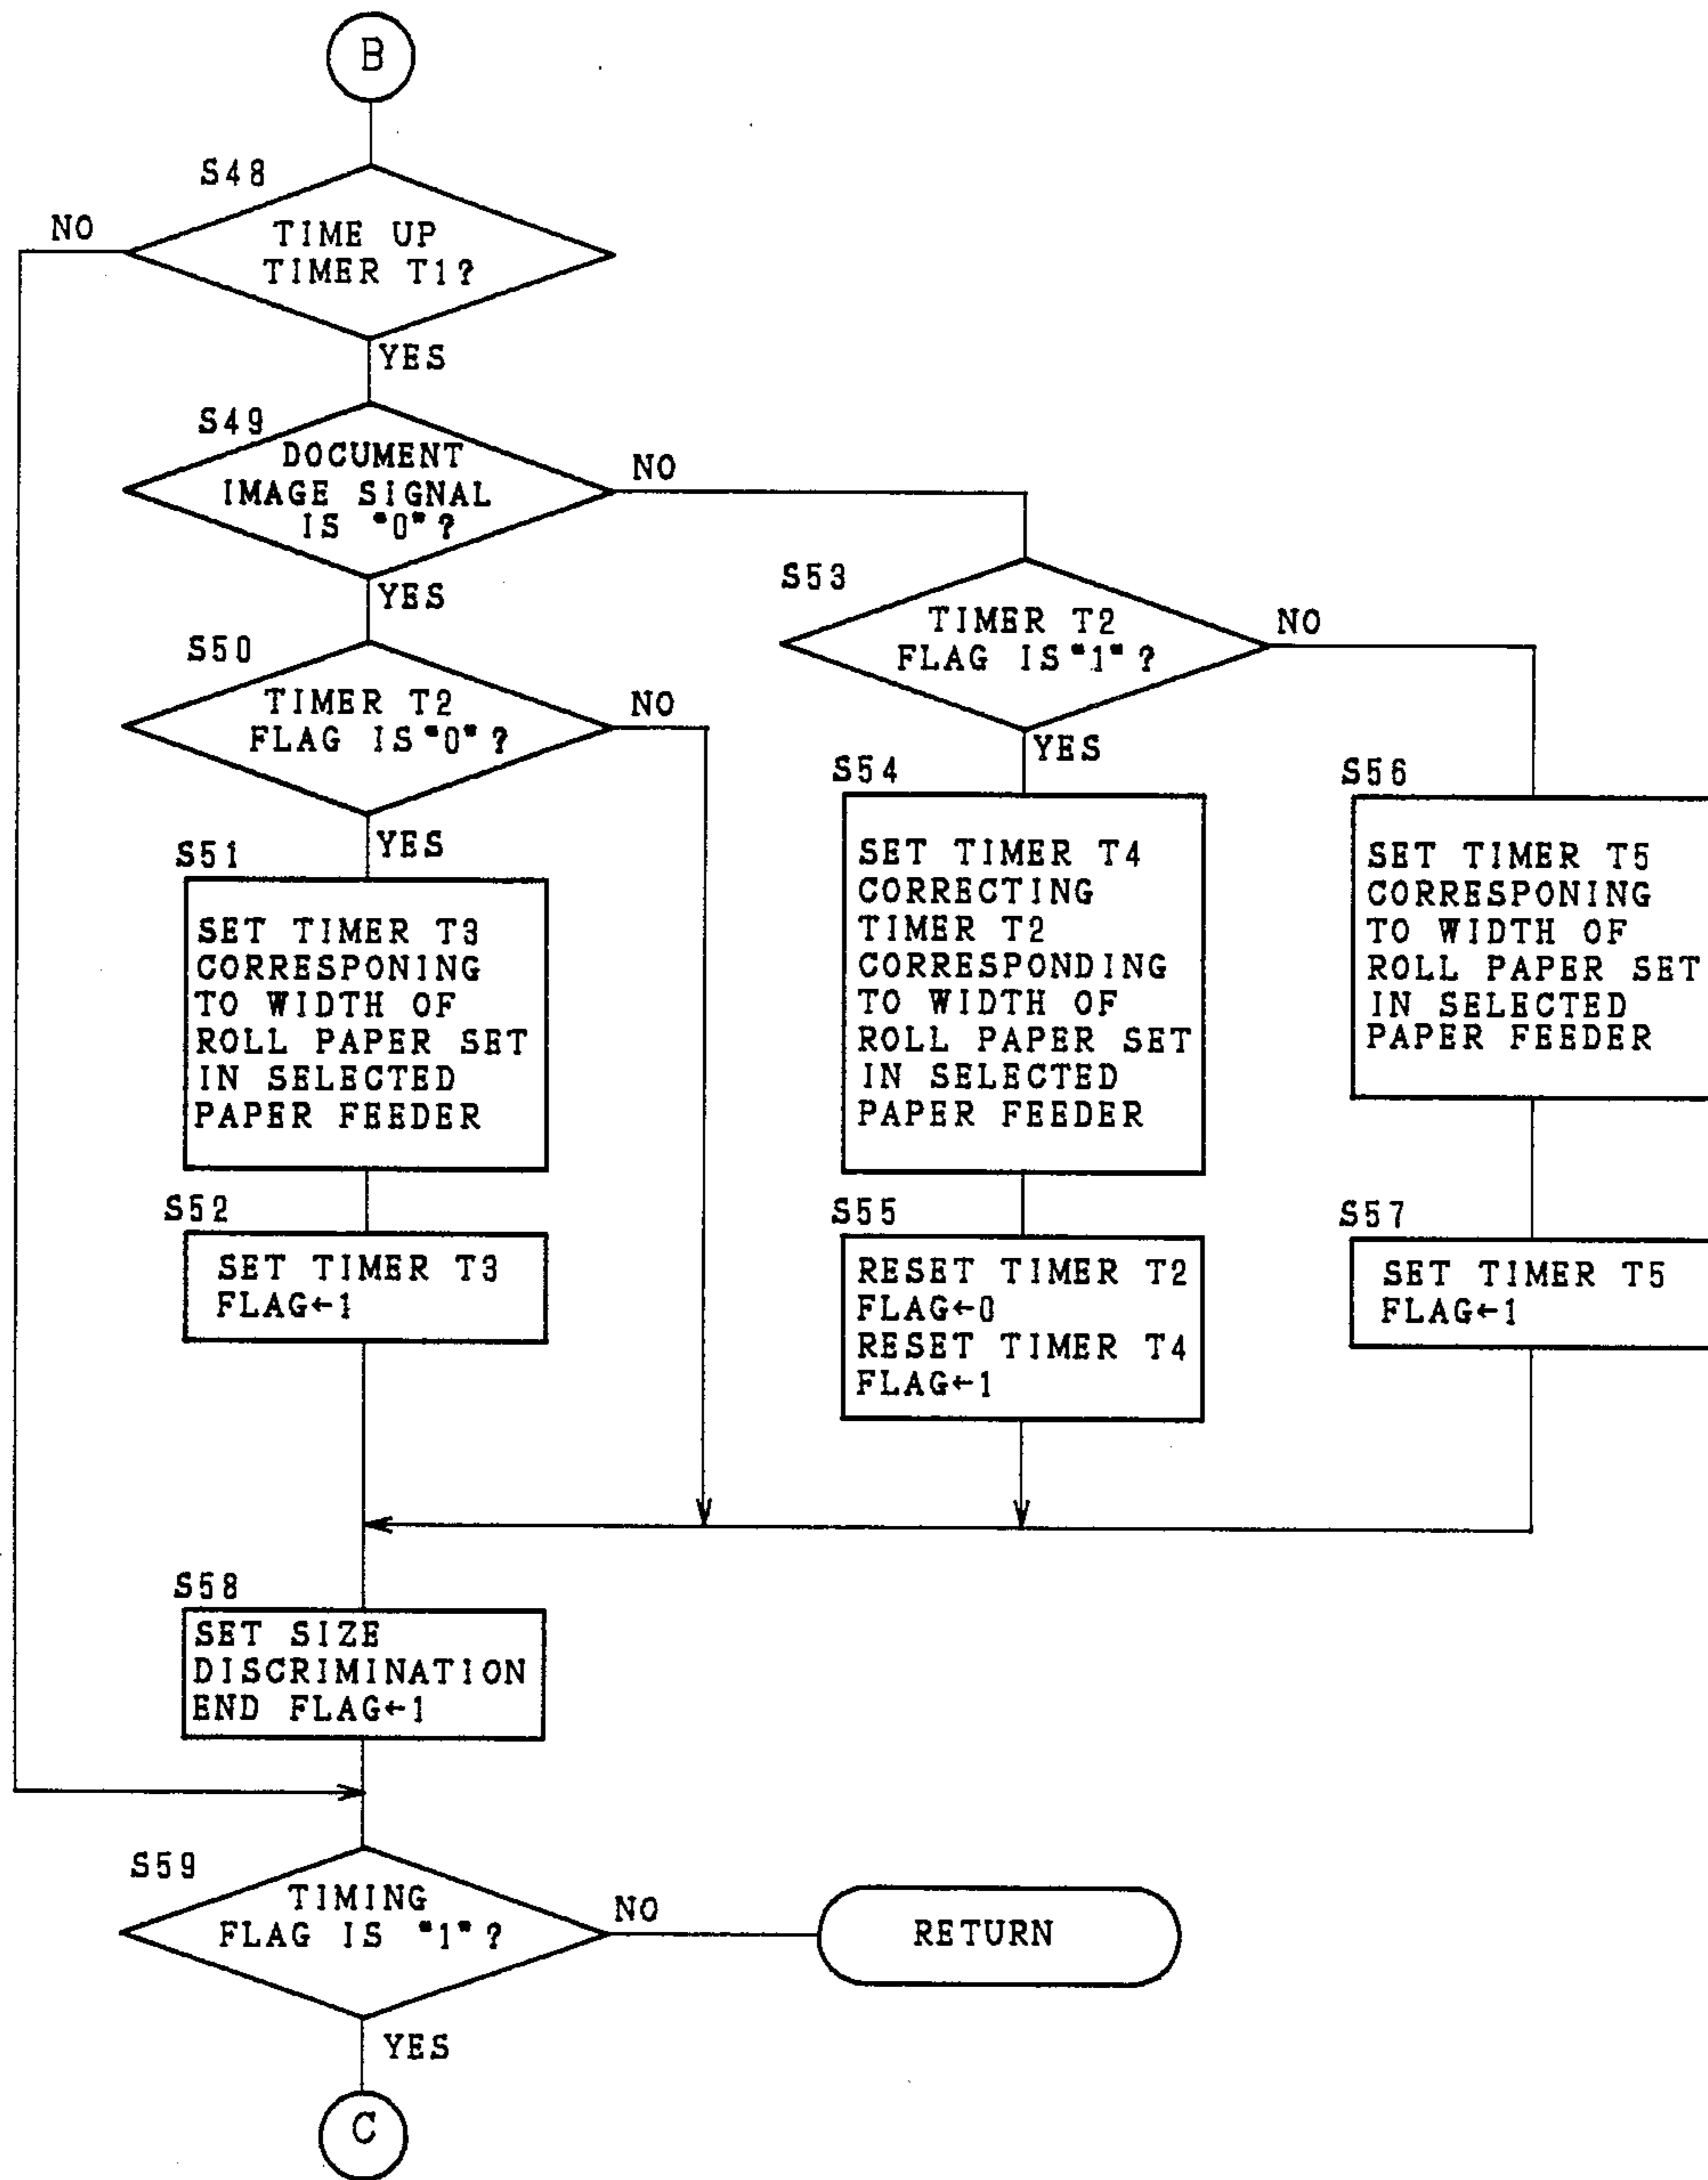 B
S48
NO
TIME UP
TIMER T1?
YES
S49
DOCUMENT
IMAGE SIGNAL
IS "0"?
NO
YES
S50
TIMER T2
FLAG IS "0"?
NO
YES
S53
TIMER T2
FLAG IS "1"?
NO
YES
S51
SET TIMER T3
CORRESPONING
TO WIDTH OF
ROLL PAPER SET
IN SELECTED
PAPER FEEDER
S52
SET TIMER T3
FLAG←1
S54
SET TIMER T4
CORRECTING
TIMER T2
CORRESPONDING
TO WIDTH OF
ROLL PAPER SET
IN SELECTED
PAPER FEEDER
S55
RESET TIMER T2
FLAG←0
RESET TIMER T4
FLAG←1
S56
SET TIMER T5
CORRESPONING
TO WIDTH OF
ROLL PAPER SET
IN SELECTED
PAPER FEEDER
S57
SET TIMER T5
FLAG←1
S58
SET SIZE
DISCRIMINATION
END FLAG←1
S59
TIMING
FLAG IS "1"?
NO
RETURN
YES
C